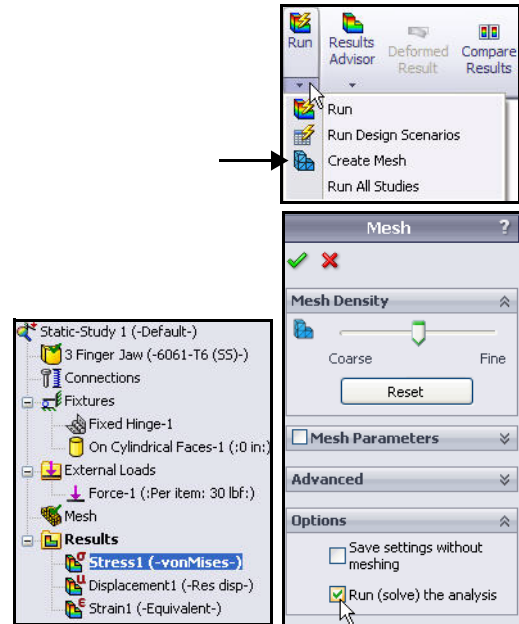 Run
Results Advisor
Deformed Result
Compare Results
Run
Run Design Scenarios
Create Mesh
Run All Studies
Mesh
?
Mesh Density
Coarse
Fine
Reset
Mesh Parameters
Advanced
Options
Save settings without meshing
Run (solve) the analysis
Static-Study 1 (-Default-)
3 Finger Jaw (-6061-T6 (SS)-)
Connections
Fixtures
Fixed Hinge-1
On Cylindrical Faces-1 (:0 in:)
External Loads
Force-1 (:Per item: 30 lbf:)
Mesh
Results
Stress1 (-vonMises-)
Displacement1 (-Res disp-)
Strain1 (-Equivalent-)